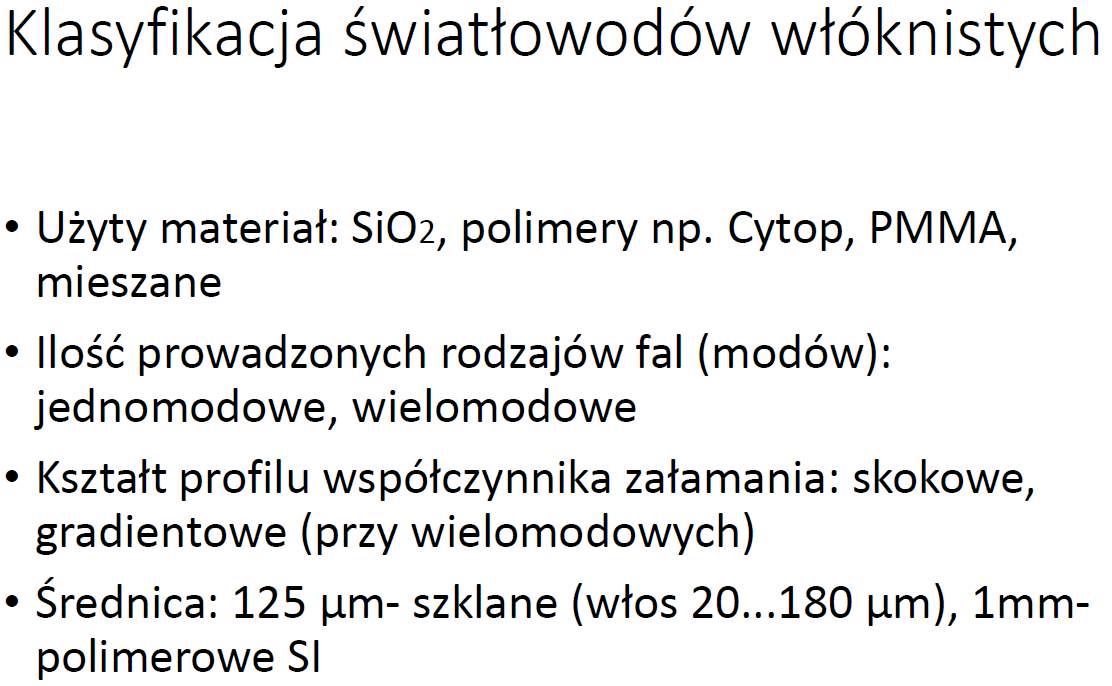 Klasyfikacja światłowodów włóknistych
• Użyty materiał: SiO2, polimery np. Cytop, PMMA,
mieszane
• Ilość prowadzonych rodzajów fal (modów):
jednomodowe, wielomodowe
• Kształt profilu współczynnika załamania: skokowe,
gradientowe (przy wielomodowych)
• Średnica: 125 μm- szklane (włos 20...180 μm), 1mm-
polimerowe SI